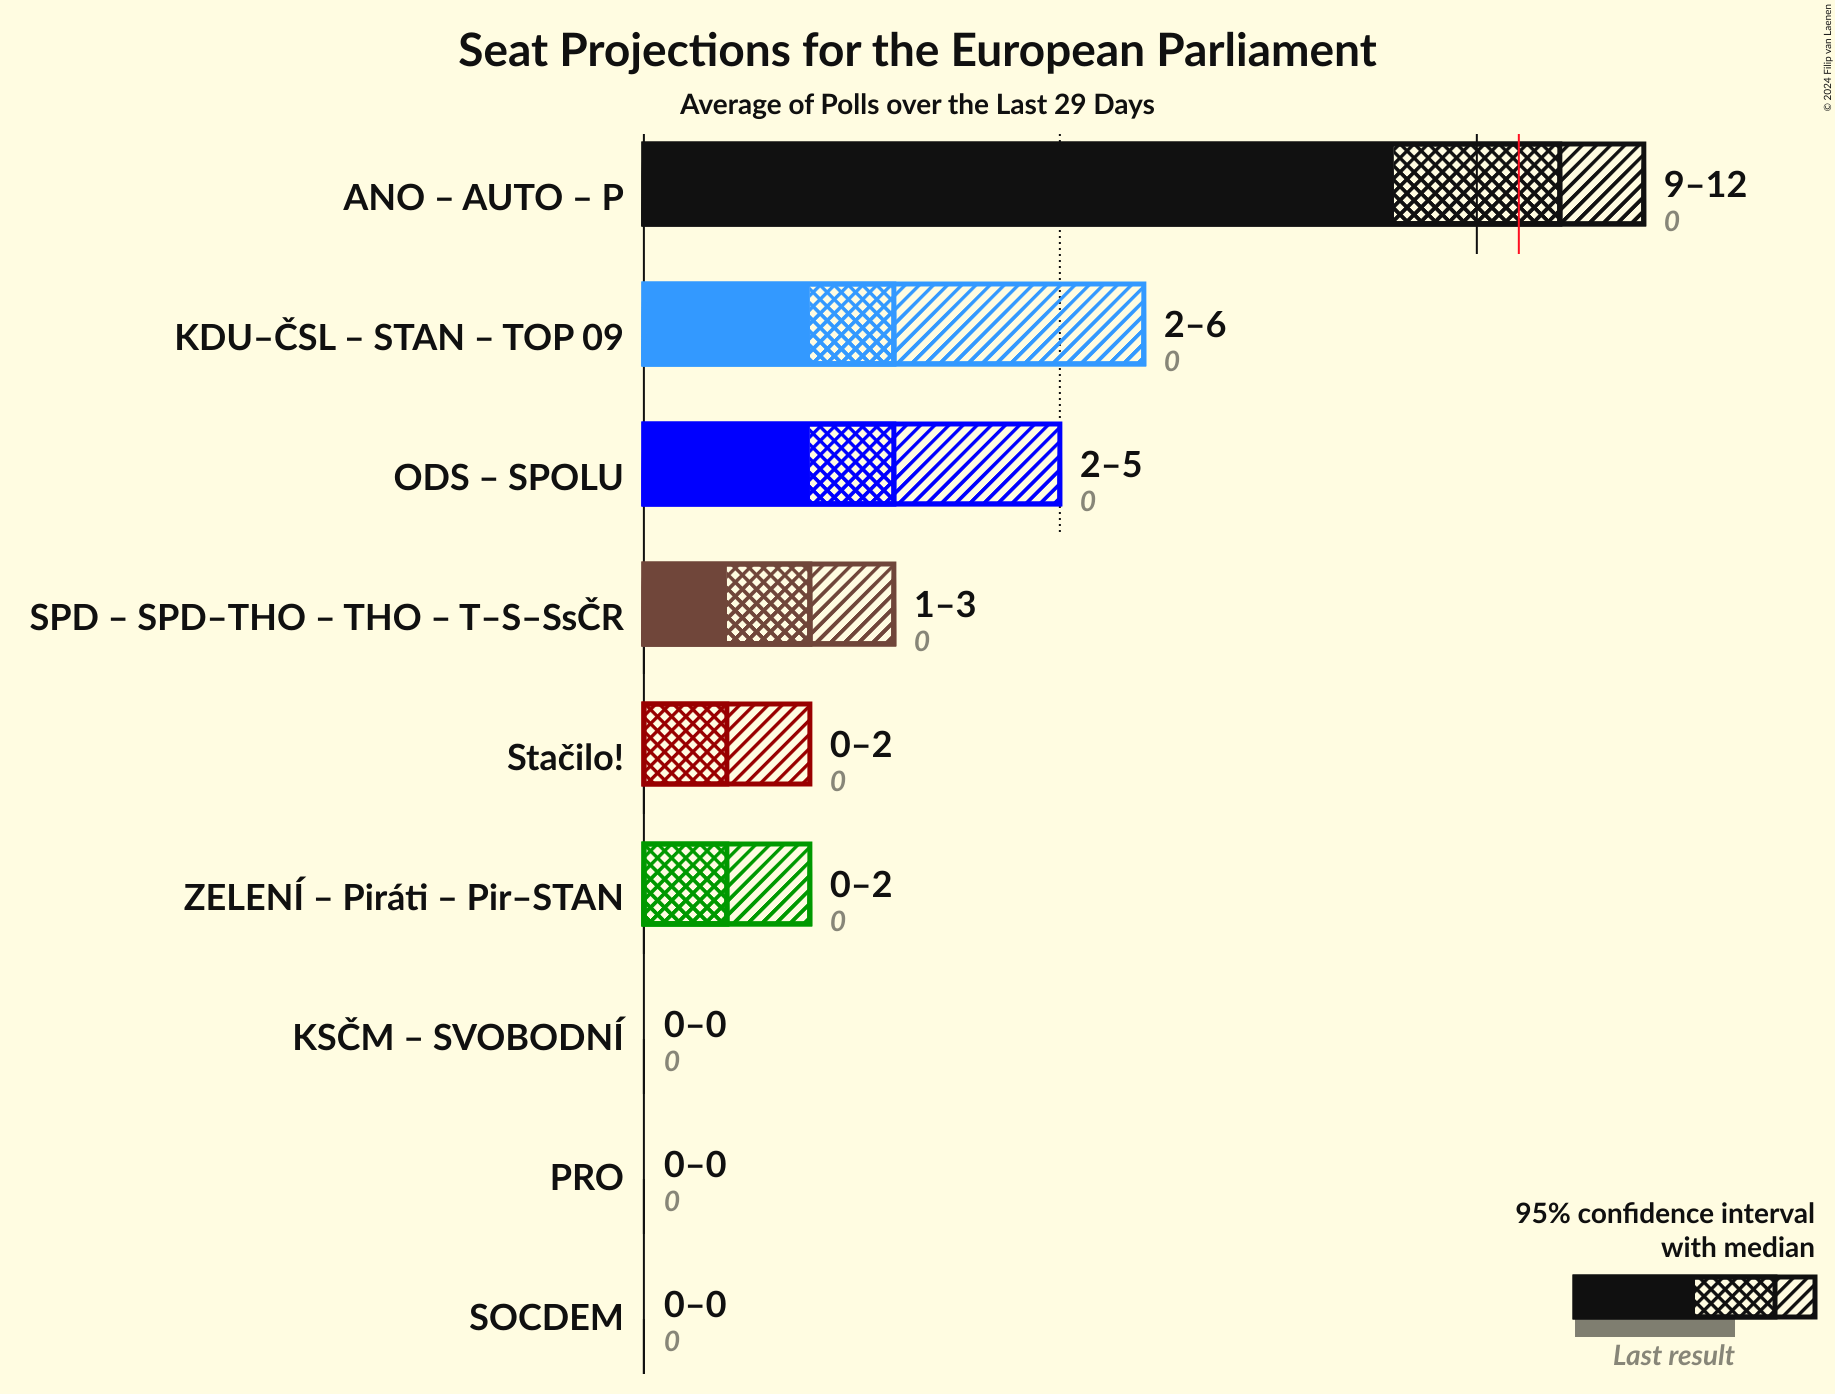 Seat Projections for the European Parliament
Average of Polls over the Last 29 Days
© 2024 Filip van Laenen
ANO – AUTO – P
9–12
0
KDU–ČSL – STAN – TOP 09
2–6
0
ODS – SPOLU
2–5
0
SPD – SPD–THO – THO – T–S–SsČR
1–3
0
Stačilo!
0–2
0
ZELENÍ – Piráti – Pir–STAN
0–2
0
KSČM – SVOBODNÍ
0–0
0
PRO
0–0
0
SOCDEM
0–0
0
95% confidence interval
with median
Last result